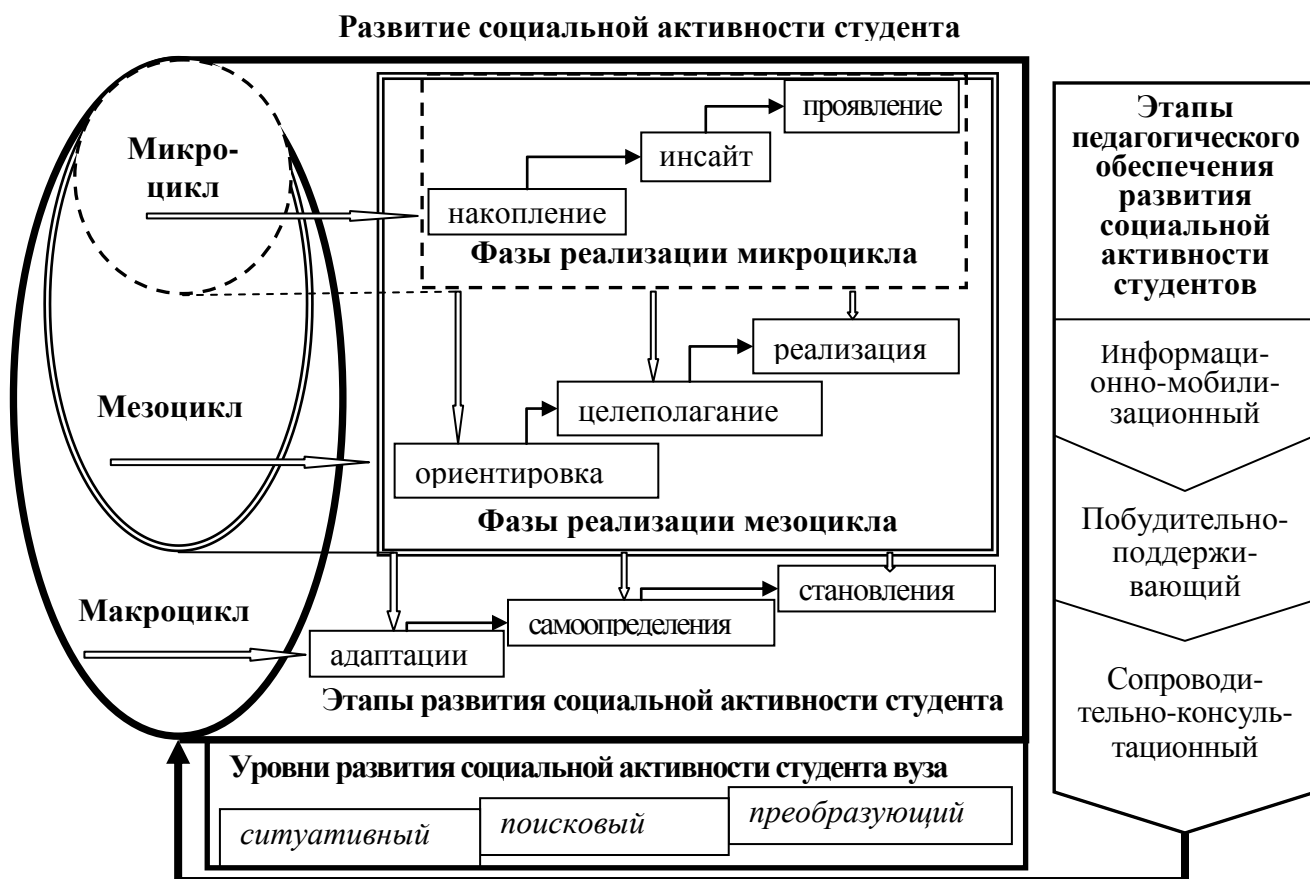 Развитие социальной активности студента
Микро-
цикл
проявление
инсайт
накопление
Фазы реализации микроцикла
Мезоцикл
реализация
целеполагание
ориентировка
Фазы реализации мезоцикла
Макроцикл
становления
самоопределения
адаптации
Этапы развития социальной активности студента
Уровни развития социальной активности студента вуза
ситуативный
поисковый
преобразующий
Этапы
педагогического
обеспечения
развития
социальной
активности
студентов
Информаци-
онно-мобили-
зационный
Побудительно-
поддержи-
вающий
Сопроводи-
тельно-консуль-
тационный